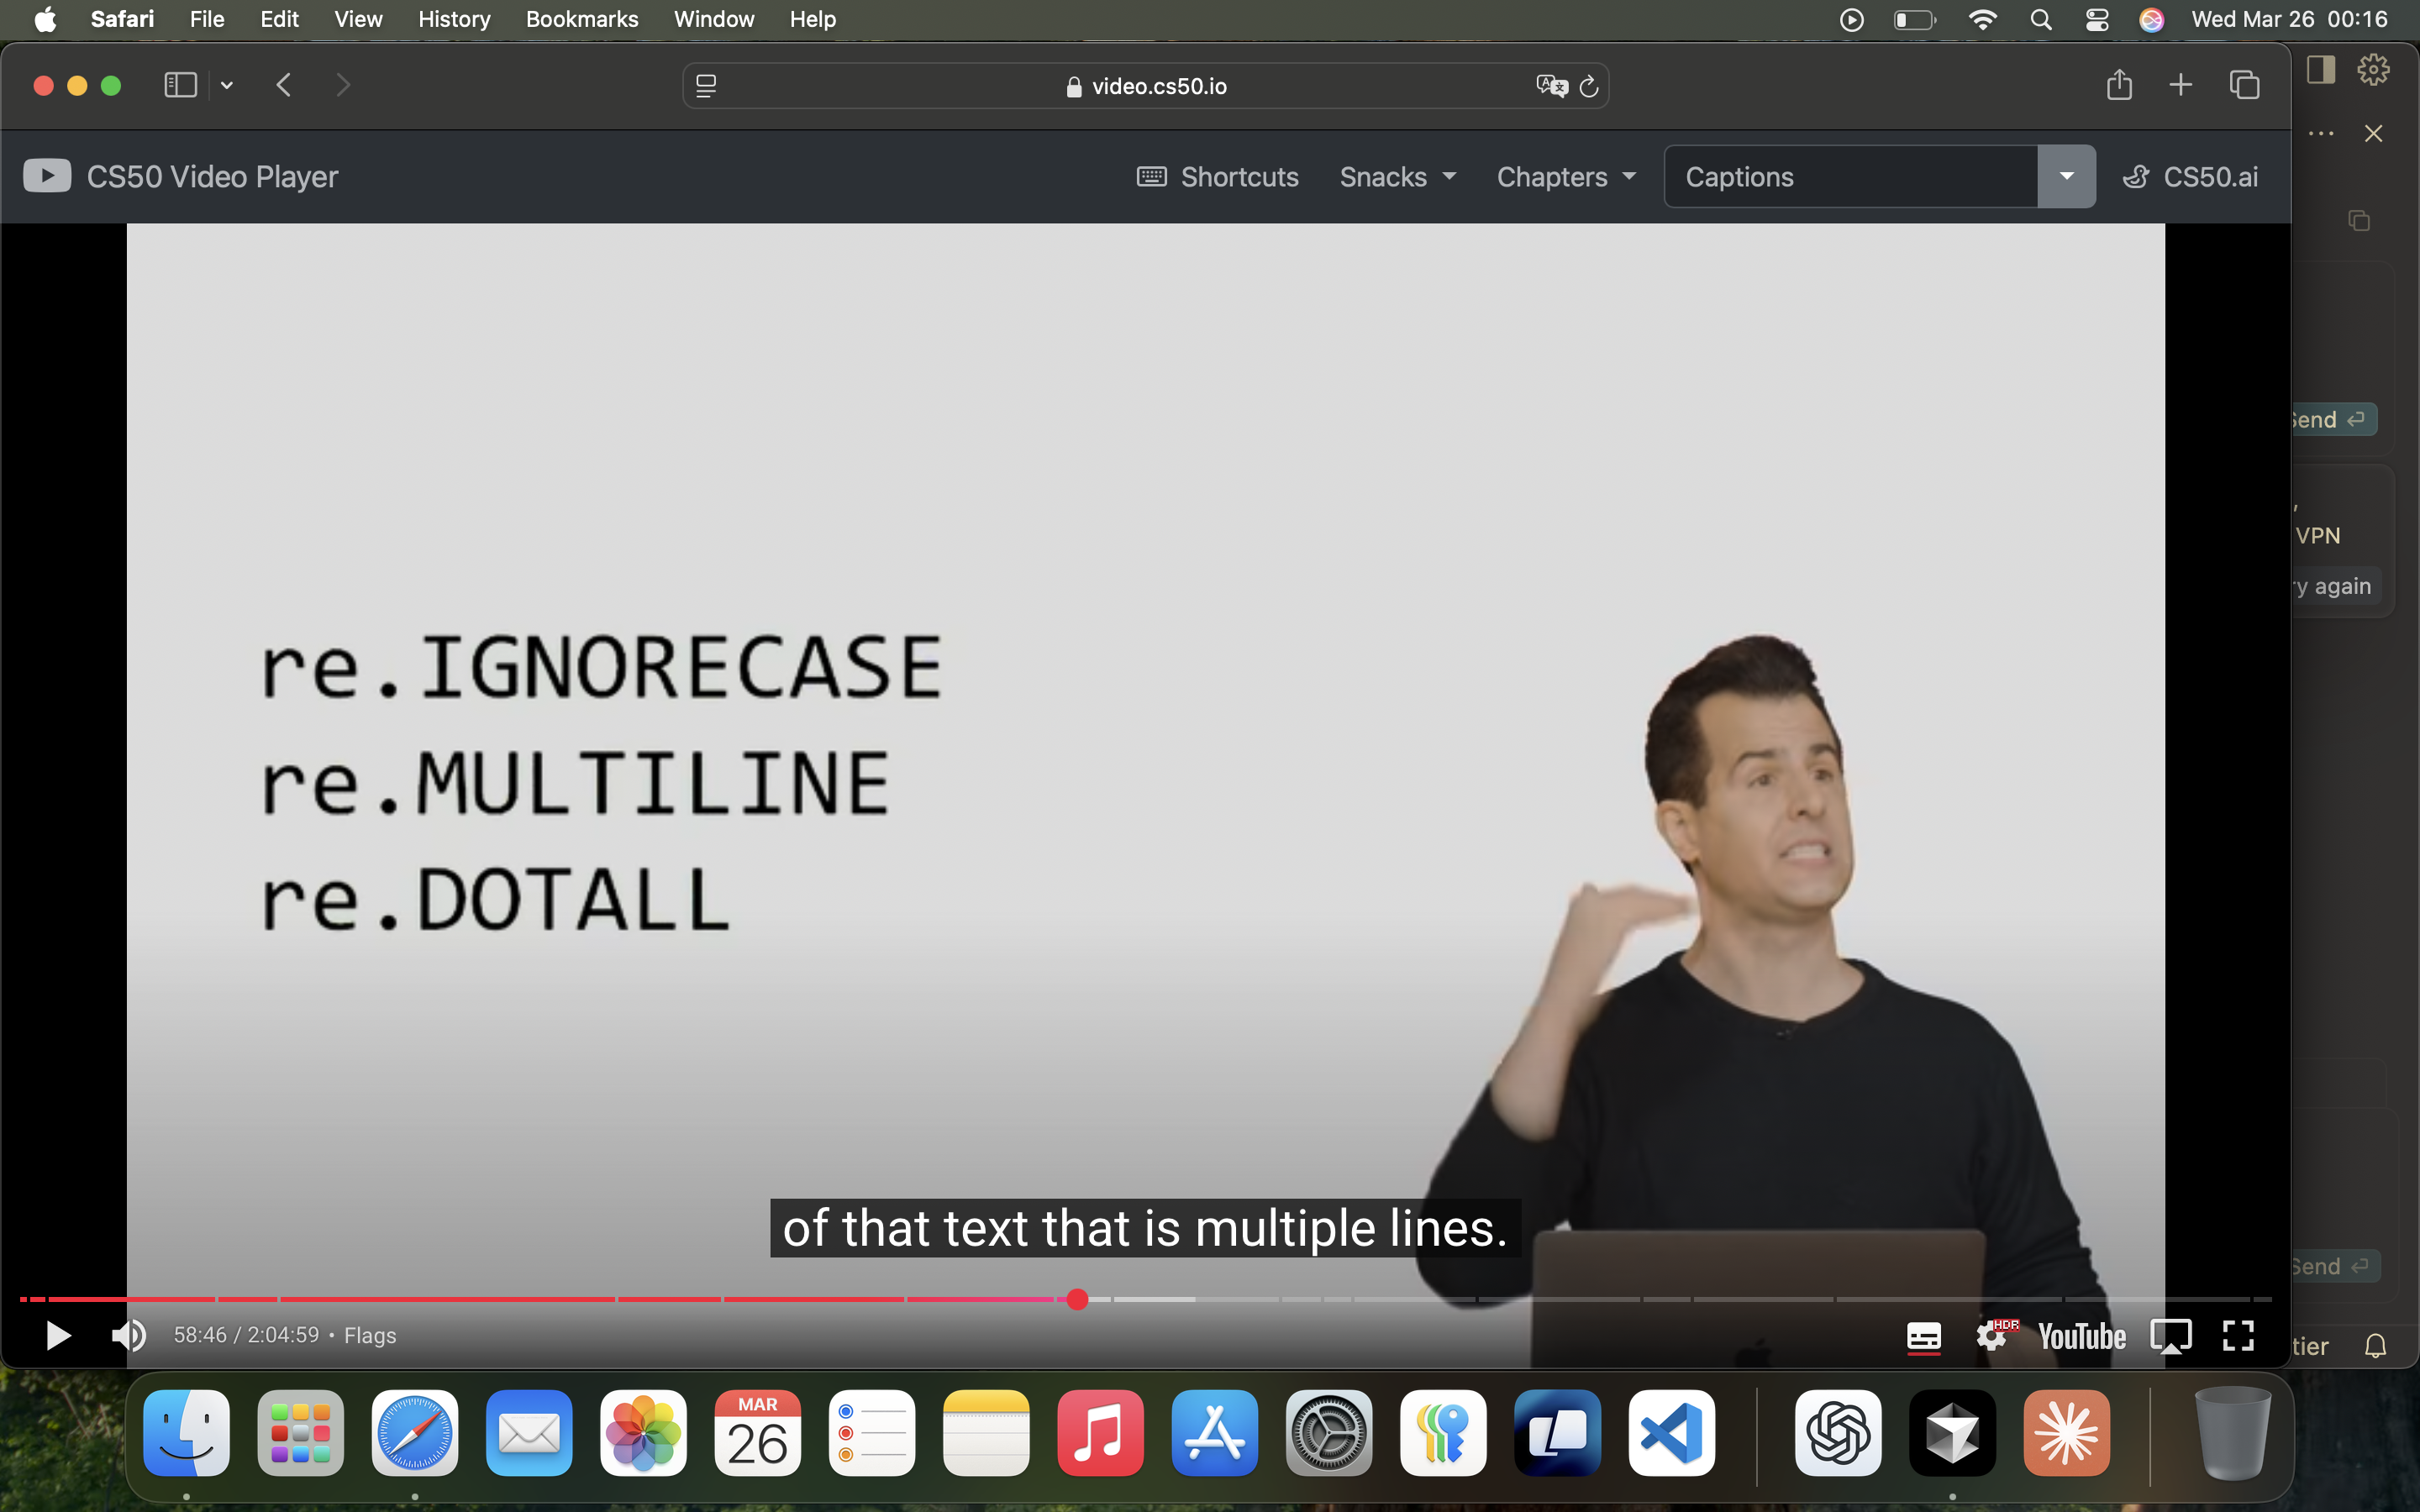 Safari File Edit View History Bookmarks Window Help Wed Mar 26 00:16
video.cs50.io
CS50 Video Player Shortcuts Snacks Chapters Captions CS50.ai
Send
VPN
ry again
re.IGNORECASE
re.MULTILINE
re.DOTALL
of that text that is multiple lines.
Send
58:46 / 2:04:59 • Flags HDR YouTube
tier
MAR
26